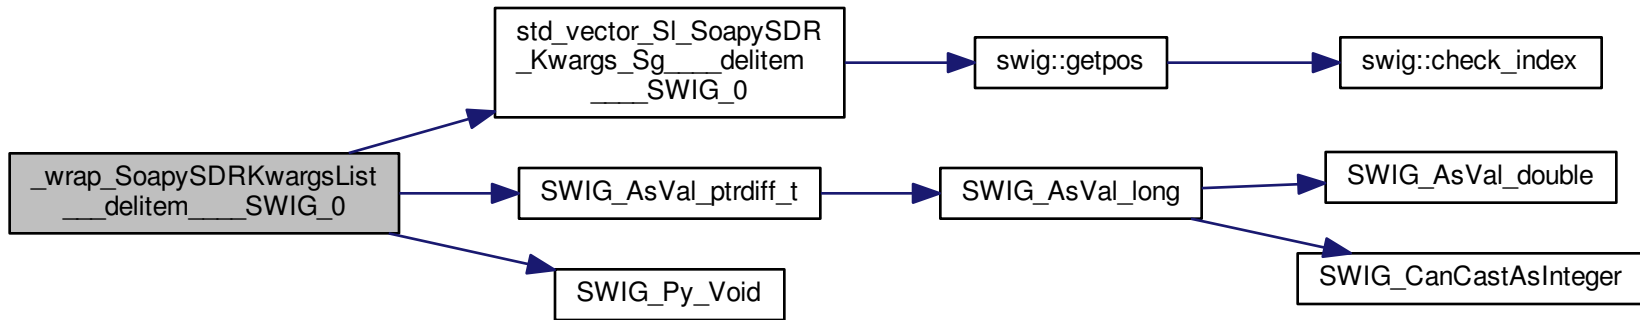 _wrap_SoapySDRKwargsList
___delitem____SWIG_0
std_vector_Sl_SoapySDR
_Kwargs_Sg____delitem
____SWIG_0
swig::getpos
swig::check_index
SWIG_AsVal_ptrdiff_t
SWIG_AsVal_long
SWIG_AsVal_double
SWIG_CanCastAsInteger
SWIG_Py_Void